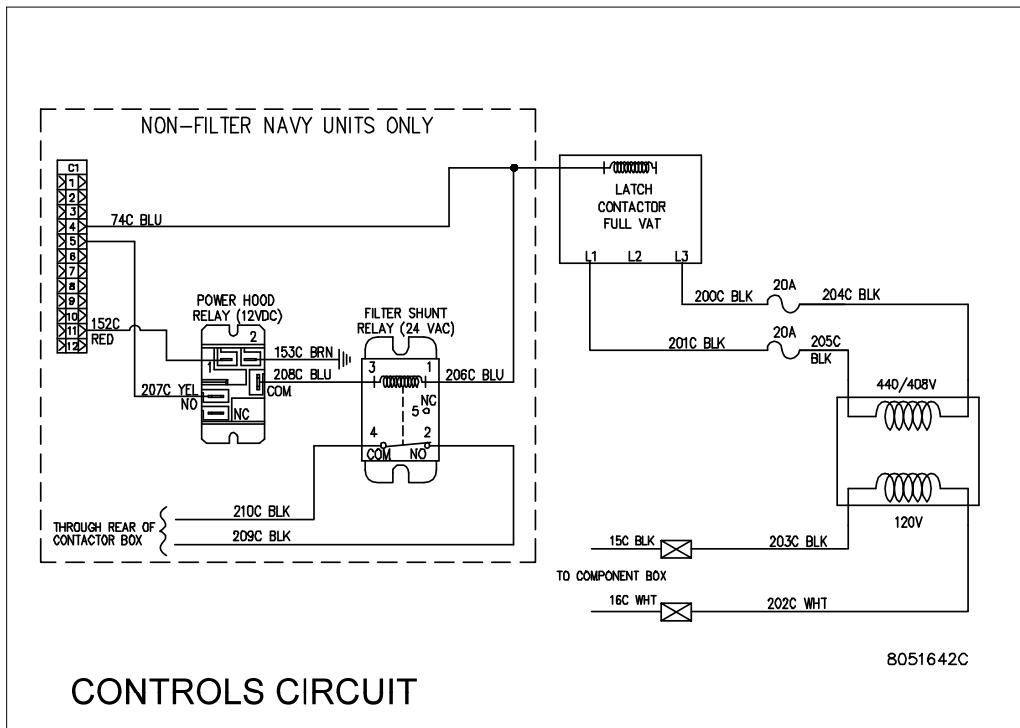 NON-FILTER NAVY UNITS ONLY
C1
1
2
3
4
5
6
7
8
9
10
11
12
74C BLU
152C
RED
POWER HOOD
RELAY (12VDC)
2
1
153C BRN
208C BLU
COM
207C YEL
NO
NC
FILTER SHUNT
RELAY (24 VAC)
3
1
206C BLU
NC
5
4
2
COM
NO
210C BLK
THROUGH REAR OF
CONTACTOR BOX
209C BLK
LATCH
CONTACTOR
FULL VAT
L1
L2
L3
200C BLK
20A
204C BLK
201C BLK
20A
205C
BLK
440/408V
120V
15C BLK
203C BLK
TO COMPONENT BOX
16C WHT
202C WHT
8051642C
CONTROLS CIRCUIT